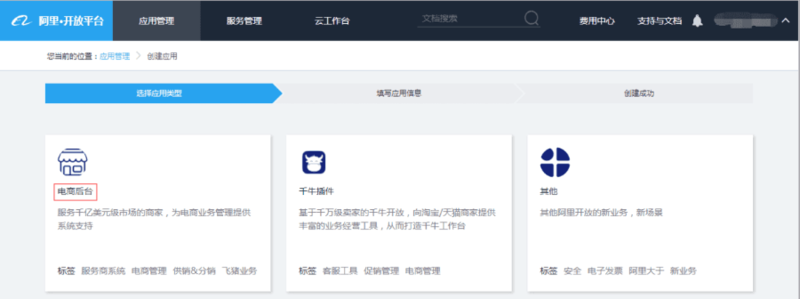 阿里·开放平台 应用管理 服务管理 云工作台 文档搜索 费用中心 支持与文档
您当前的位置：应用管理 > 创建应用
选择应用类型 填写应用信息 创建成功
电商后台
服务千亿美元级市场的商家，为电商业务管理提供
系统支持
标签 服务商系统 电商管理 供销&分销 飞猪业务
千牛插件
基于千万级卖家的千牛开放，向淘宝/天猫商家提供
丰富的业务经营工具，从而打造千牛工作台
标签 客服工具 促销管理 电商管理
其他
其他阿里开放的新业务，新场景
标签 安全 电子发票 阿里大于 新业务